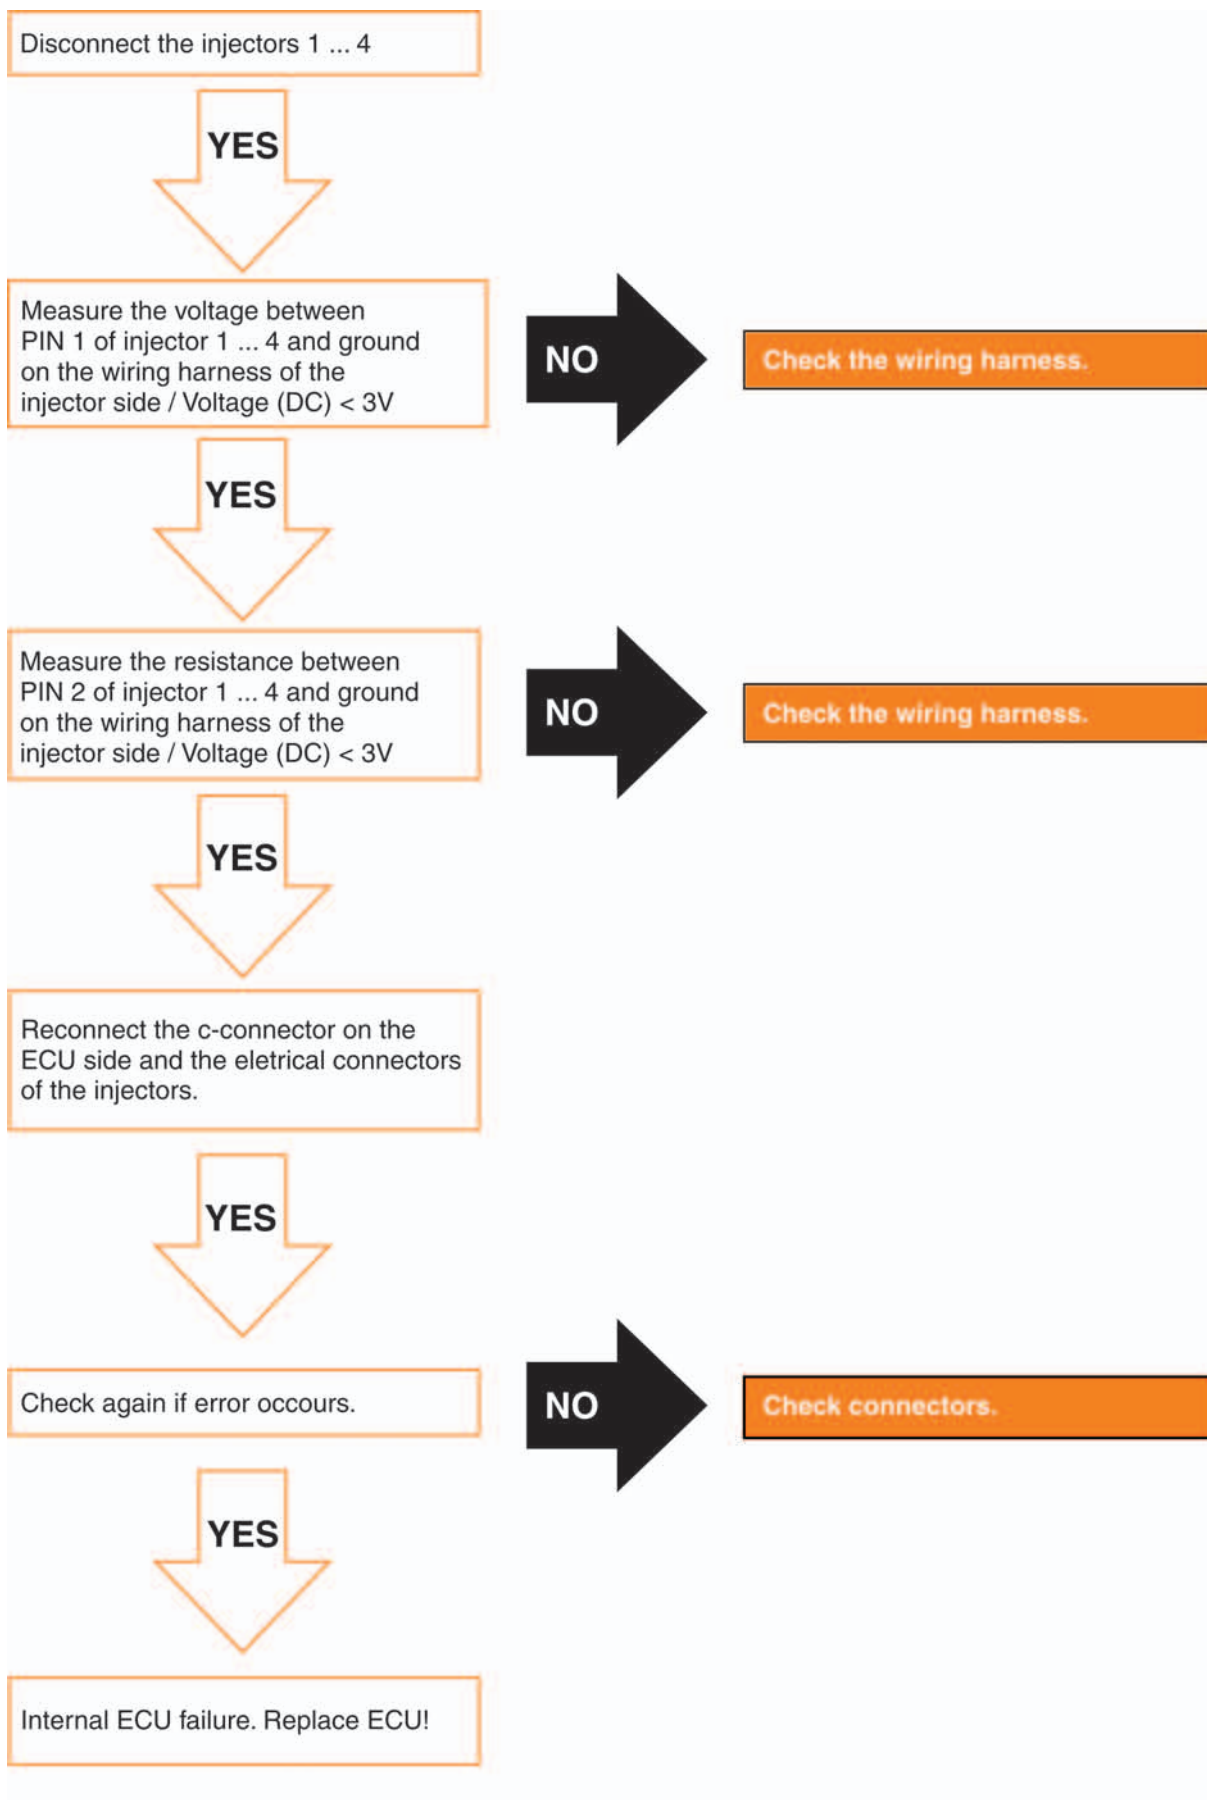 Disconnect the injectors 1 ... 4
YES
Measure the voltage between
PIN 1 of injector 1 ... 4 and ground
on the wiring harness of the
injector side / Voltage (DC) < 3V
NO
Check the wiring harness.
YES
Measure the resistance between
PIN 2 of injector 1 ... 4 and ground
on the wiring harness of the
injector side / Voltage (DC) < 3V
NO
Check the wiring harness.
YES
Reconnect the c-connector on the
ECU side and the eletrical connectors
of the injectors.
YES
Check again if error occours.
NO
Check connectors.
YES
Internal ECU failure. Replace ECU!